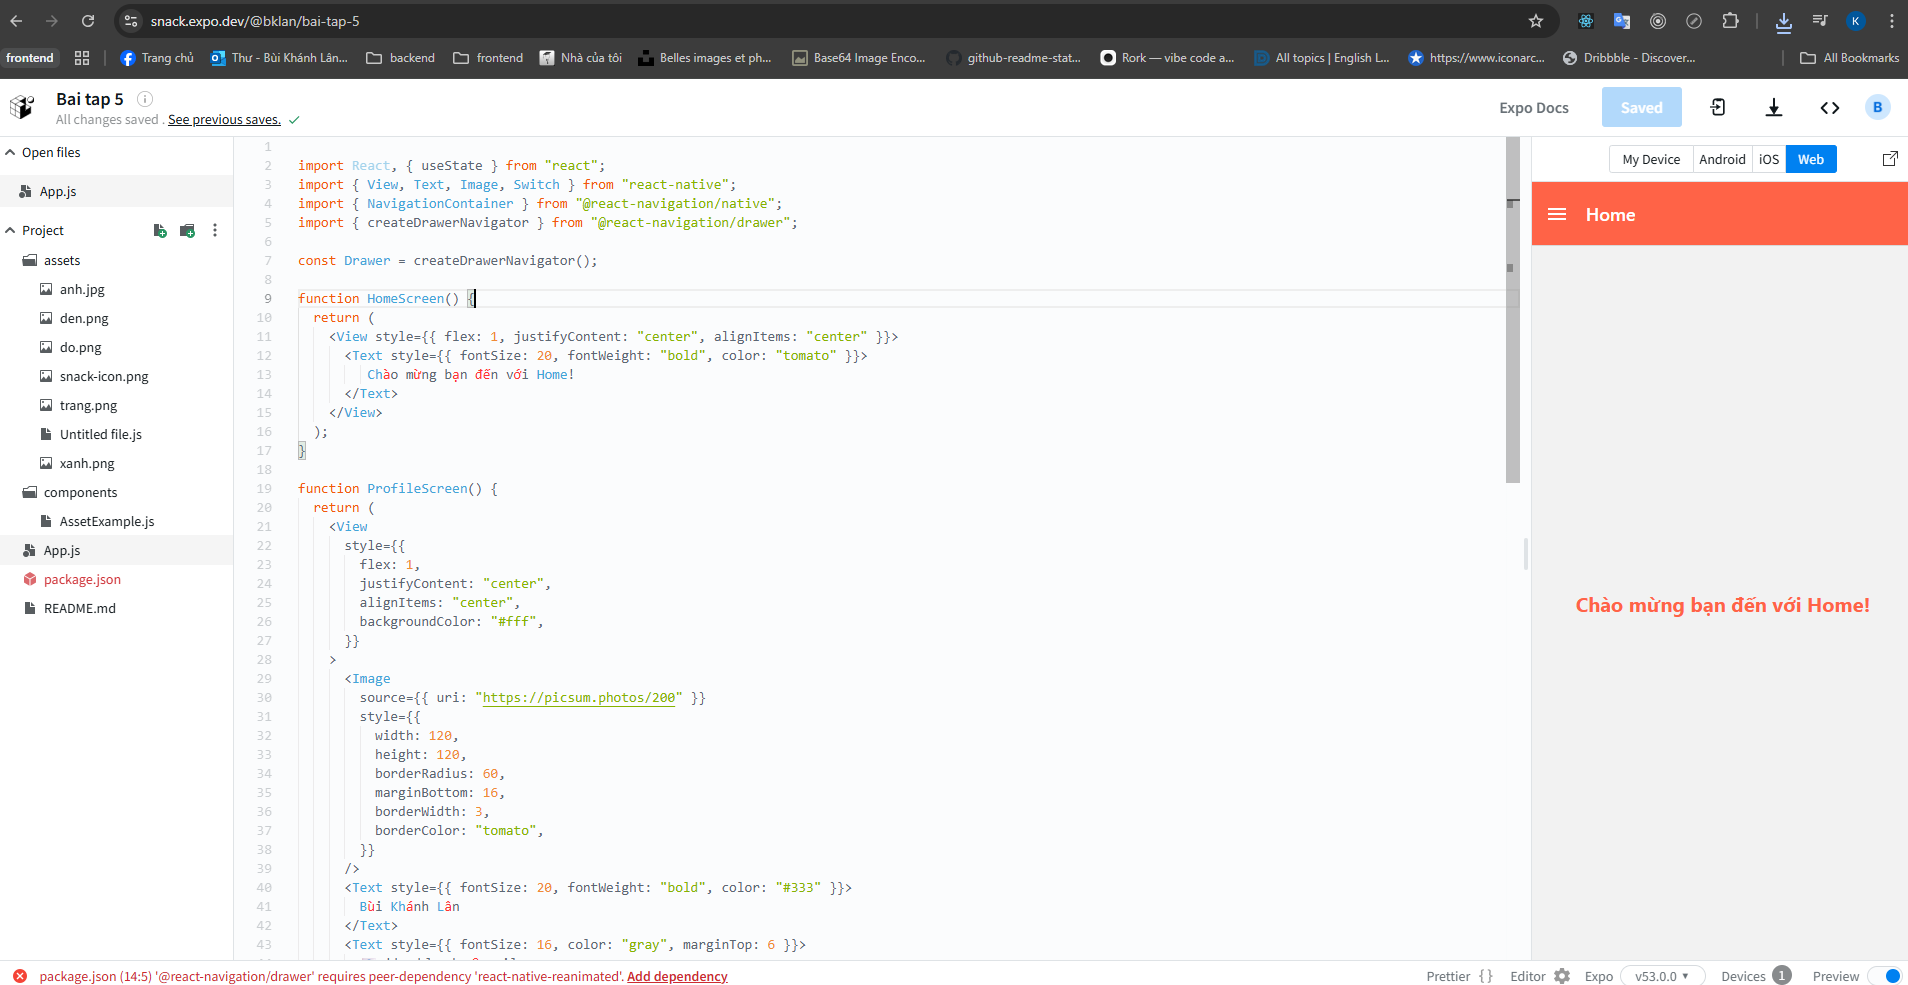 snack.expo.dev/@bklan/bai-tap-5
K
frontend
Trang chủ
Thư - Bùi Khánh Lân...
backend
frontend
Nhà của tôi
Belles images et ph...
Base64 Image Enco...
github-readme-stat...
Rork — vibe code a...
All topics | English L...
https://www.iconarc...
Dribbble - Discover...
All Bookmarks
Bai tap 5
All changes saved . See previous saves.
Expo Docs
Saved
B
Open files
App.js
Project
assets
anh.jpg
den.png
do.png
snack-icon.png
trang.png
Untitled file.js
xanh.png
components
AssetExample.js
App.js
package.json
README.md
1
2 import React, { useState } from "react";
3 import { View, Text, Image, Switch } from "react-native";
4 import { NavigationContainer } from "@react-navigation/native";
5 import { createDrawerNavigator } from "@react-navigation/drawer";
6
7 const Drawer = createDrawerNavigator();
8
9 function HomeScreen() {
10 return (
11 <View style={{ flex: 1, justifyContent: "center", alignItems: "center" }}>
12 <Text style={{ fontSize: 20, fontWeight: "bold", color: "tomato" }}>
13 Chào mừng bạn đến với Home!
14 </Text>
15 </View>
16 );
17 }
18
19 function ProfileScreen() {
20 return (
21 <View
22 style={{
23 flex: 1,
24 justifyContent: "center",
25 alignItems: "center",
26 backgroundColor: "#fff",
27 }}
28 >
29 <Image
30 source={{ uri: "https://picsum.photos/200" }}
31 style={{
32 width: 120,
33 height: 120,
34 borderRadius: 60,
35 marginBottom: 16,
36 borderWidth: 3,
37 borderColor: "tomato",
38 }}
39 />
40 <Text style={{ fontSize: 20, fontWeight: "bold", color: "#333" }}>
41 Bùi Khánh Lân
42 </Text>
43 <Text style={{ fontSize: 16, color: "gray", marginTop: 6 }}>
My Device
Android
iOS
Web
Home
Chào mừng bạn đến với Home!
package.json (14:5) '@react-navigation/drawer' requires peer-dependency 'react-native-reanimated'. Add dependency
Prettier {}
Editor
Expo
v53.0.0
Devices 1
Preview